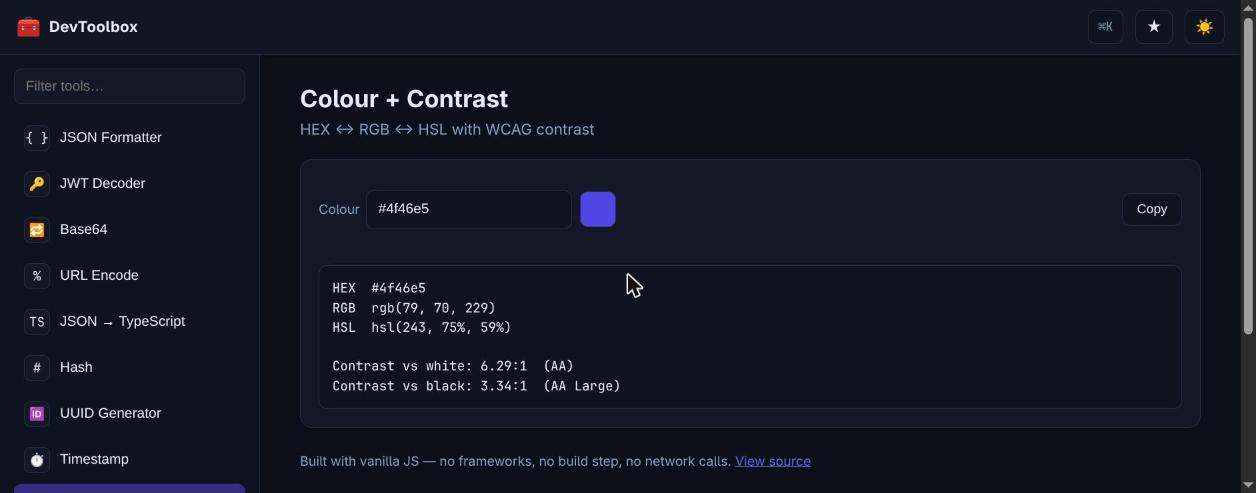 DevToolbox
⌘K
Filter tools…
{ } JSON Formatter
JWT Decoder
Base64
% URL Encode
TS JSON → TypeScript
# Hash
ID UUID Generator
Timestamp
Colour + Contrast
HEX ↔ RGB ↔ HSL with WCAG contrast
Colour #4f46e5 Copy
HEX #4f46e5
RGB rgb(79, 70, 229)
HSL hsl(243, 75%, 59%)
Contrast vs white: 6.29:1 (AA)
Contrast vs black: 3.34:1 (AA Large)
Built with vanilla JS — no frameworks, no build step, no network calls. View source